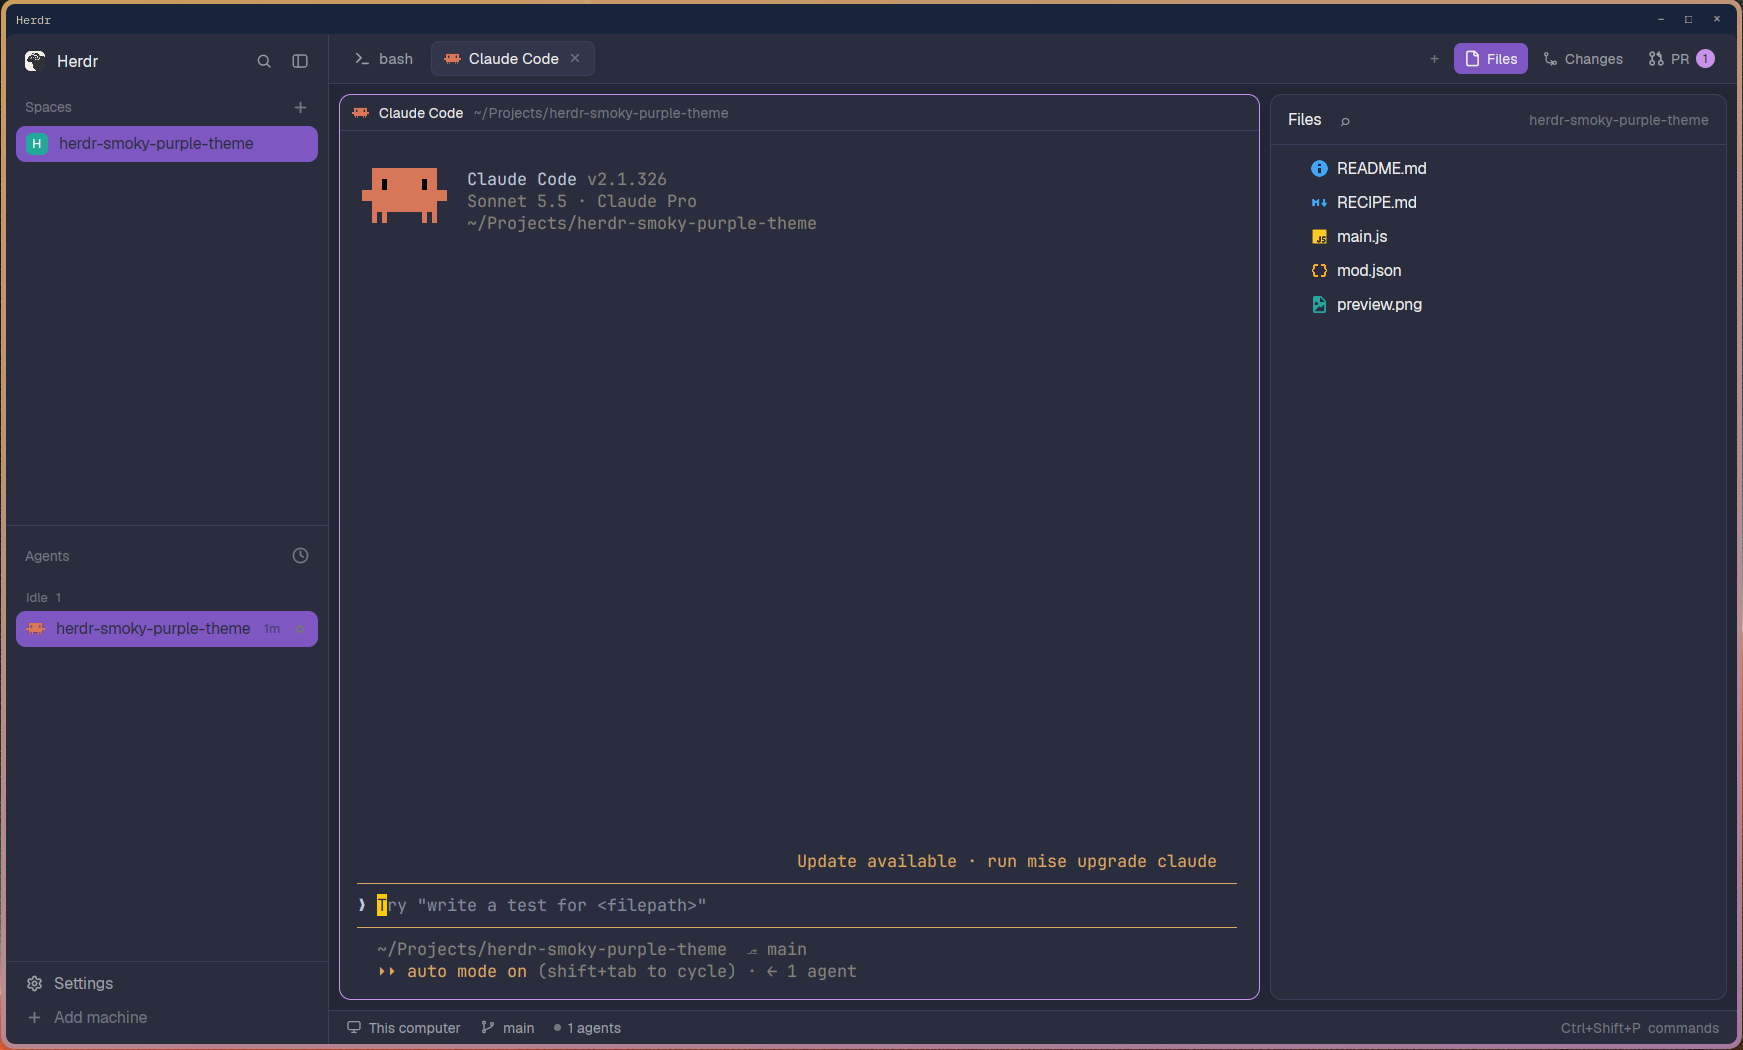 Herdr
Herdr
Spaces
H herdr-smoky-purple-theme
Agents
Idle 1
herdr-smoky-purple-theme 1m
Settings
Add machine
bash
Claude Code
Files
Changes
PR 1
Claude Code ~/Projects/herdr-smoky-purple-theme
Claude Code v2.1.326
Sonnet 5.5 · Claude Pro
~/Projects/herdr-smoky-purple-theme
Update available · run mise upgrade claude
❯ Try "write a test for <filepath>"
~/Projects/herdr-smoky-purple-theme main
auto mode on (shift+tab to cycle) · ← 1 agent
Files herdr-smoky-purple-theme
README.md
RECIPE.md
JS main.js
mod.json
preview.png
This computer main 1 agents
Ctrl+Shift+P commands